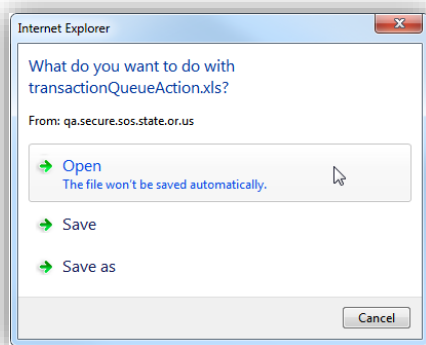 Internet Explorer
What do you want to do with
transactionQueueAction.xls?
From: qa.secure.sos.state.or.us
Open
The file won't be saved automatically.
Save
Save as
Cancel